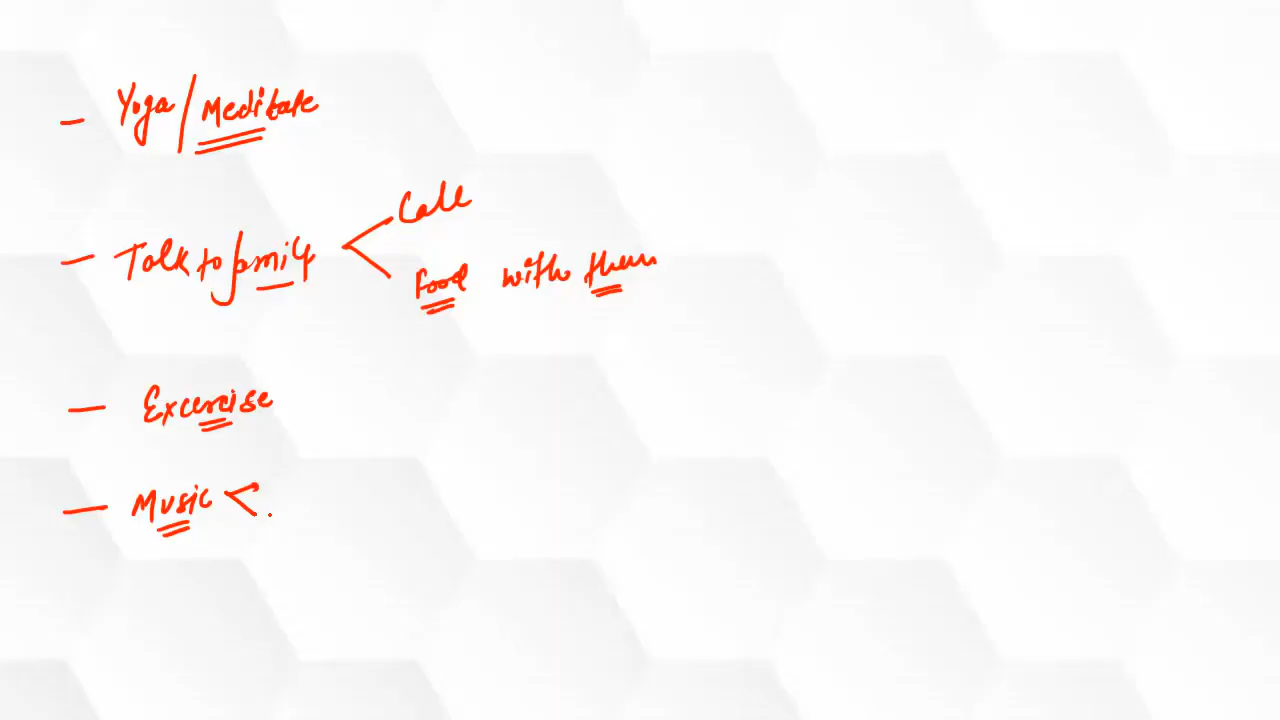 - Yoga/Meditate
- Talk to family < Call
Food with them
- Excercise
- Music <